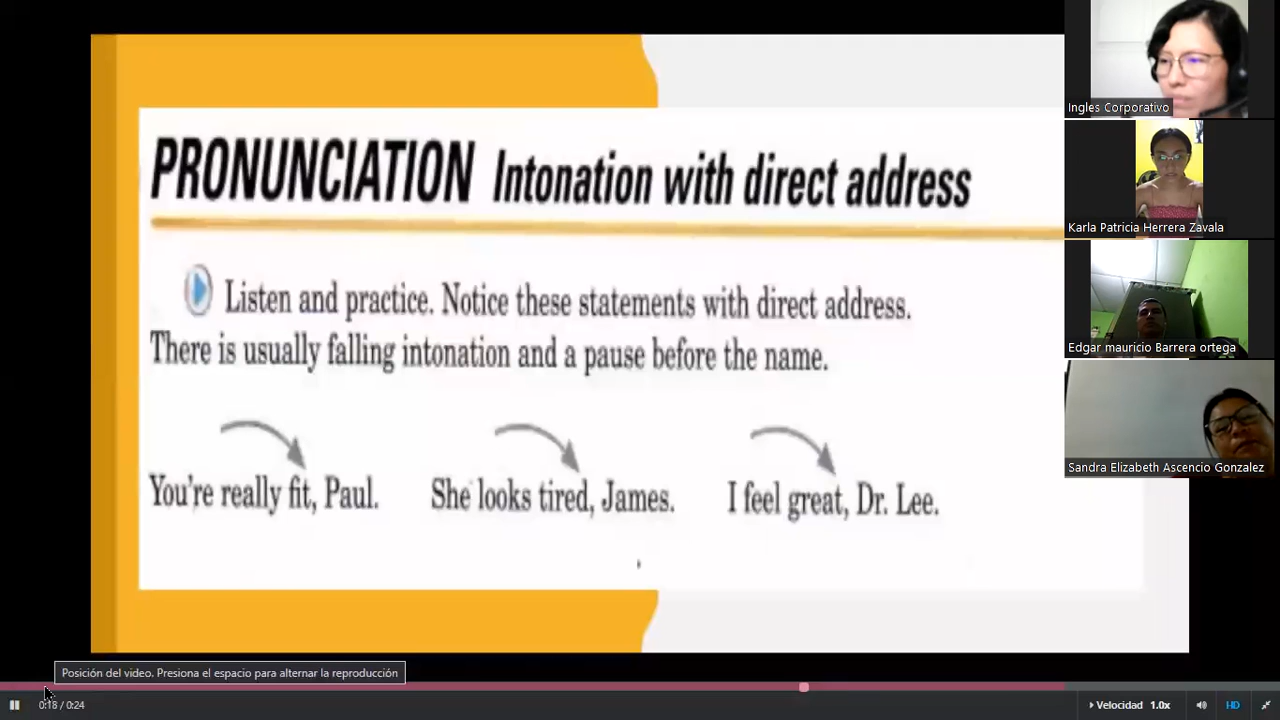 PRONUNCIATION Intonation with direct address
Listen and practice. Notice these statements with direct address.
There is usually falling intonation and a pause before the name.
You're really fit, Paul. She looks tired, James. I feel great, Dr. Lee.
Ingles Corporativo
Karla Patricia Herrera Zavala
Edgar mauricio Barrera ortega
Sandra Elizabeth Ascencio Gonzalez
Posición del video. Presiona el espacio para alternar la reproducción
0:18 / 0:24 Velocidad 1.0x HD